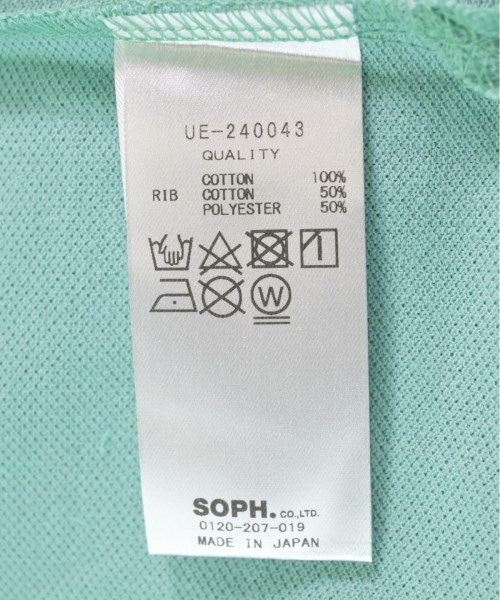 UE-240043
QUALITY
COTTON 100%
RIB COTTON 50%
POLYESTER 50%
W
SOPH. CO.,LTD.
0120-207-019
MADE IN JAPAN